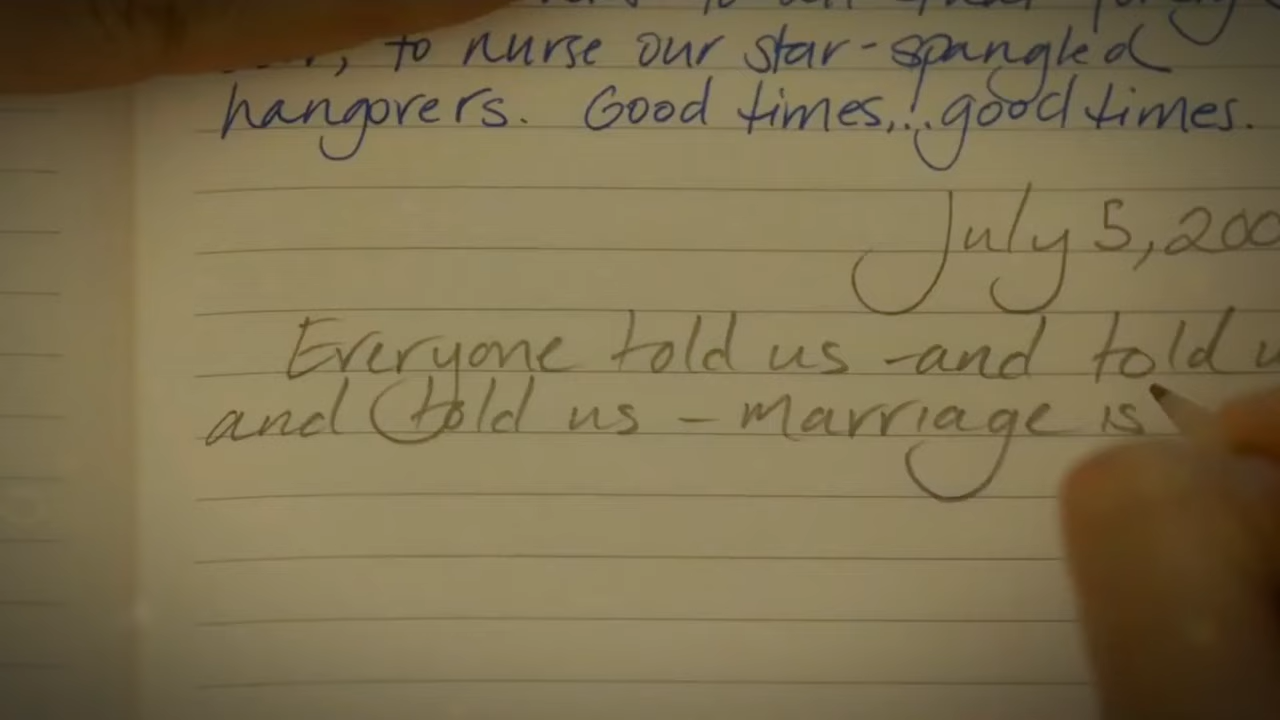 to nurse our star-spangled
hangovers. Good times... good times.
July 5, 200
Everyone told us - and told u
and told us - marriage is